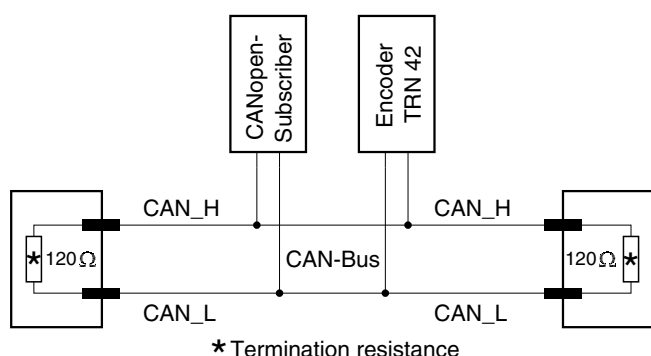 CANopen-
Subscriber
Encoder
TRN 42
CAN_H
CAN_H
* 120Ω
120Ω *
CAN-Bus
CAN_L
CAN_L
* Termination resistance